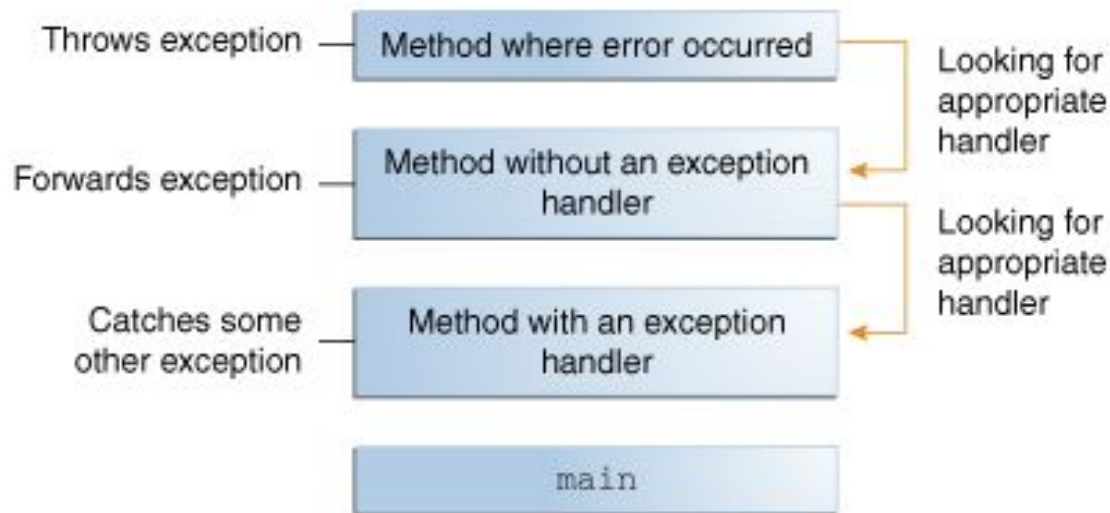 Throws exception
Method where error occurred
Looking for
appropriate
handler
Forwards exception
Method without an exception
handler
Looking for
appropriate
handler
Catches some
other exception
Method with an exception
handler
main